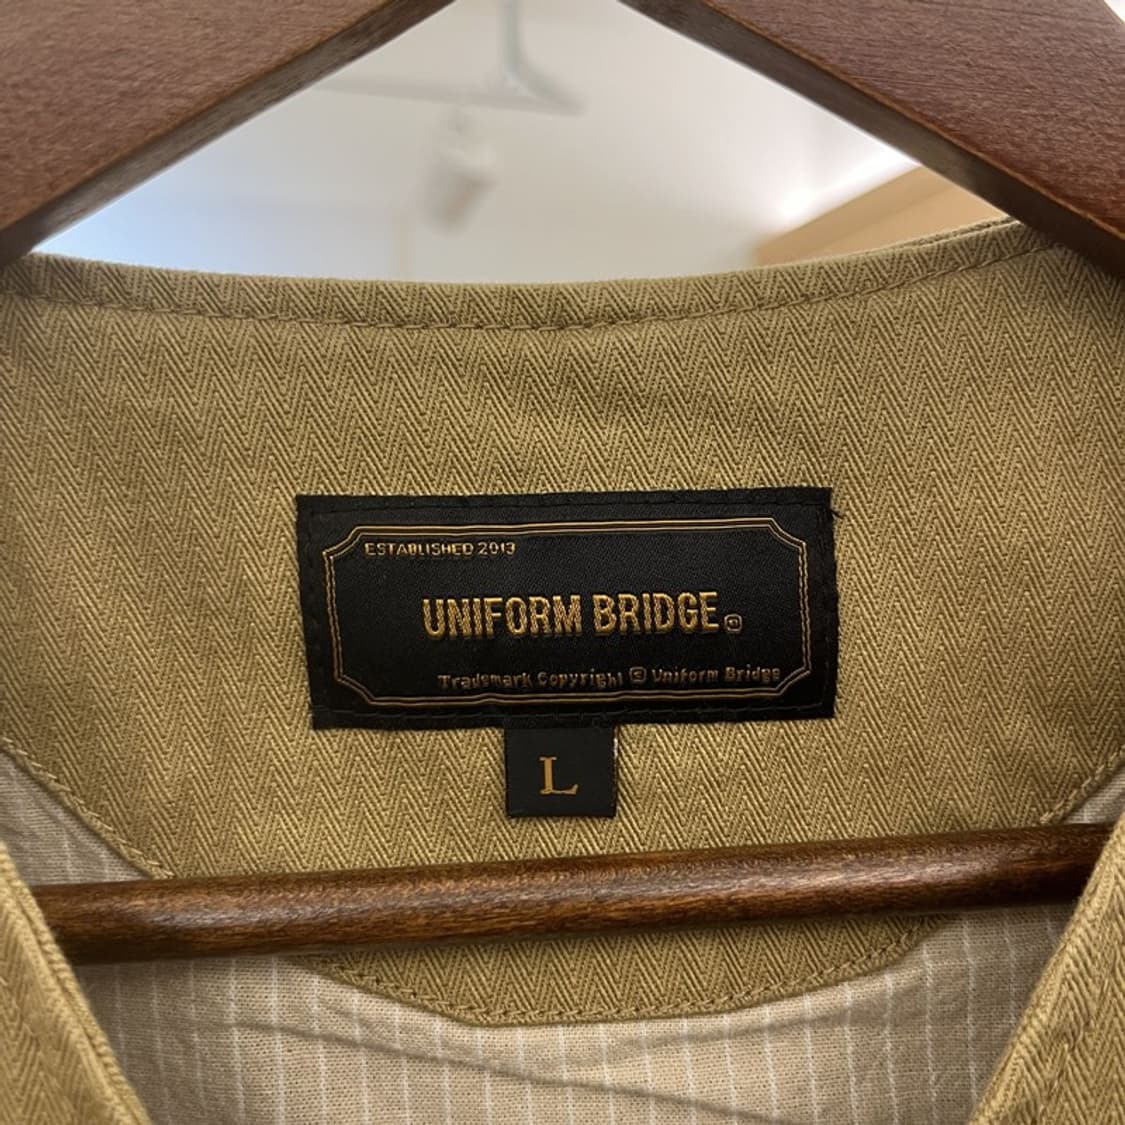 ESTABLISHED 2013
UNIFORM BRIDGE®
Trademark Copyright © Uniform Bridge
L